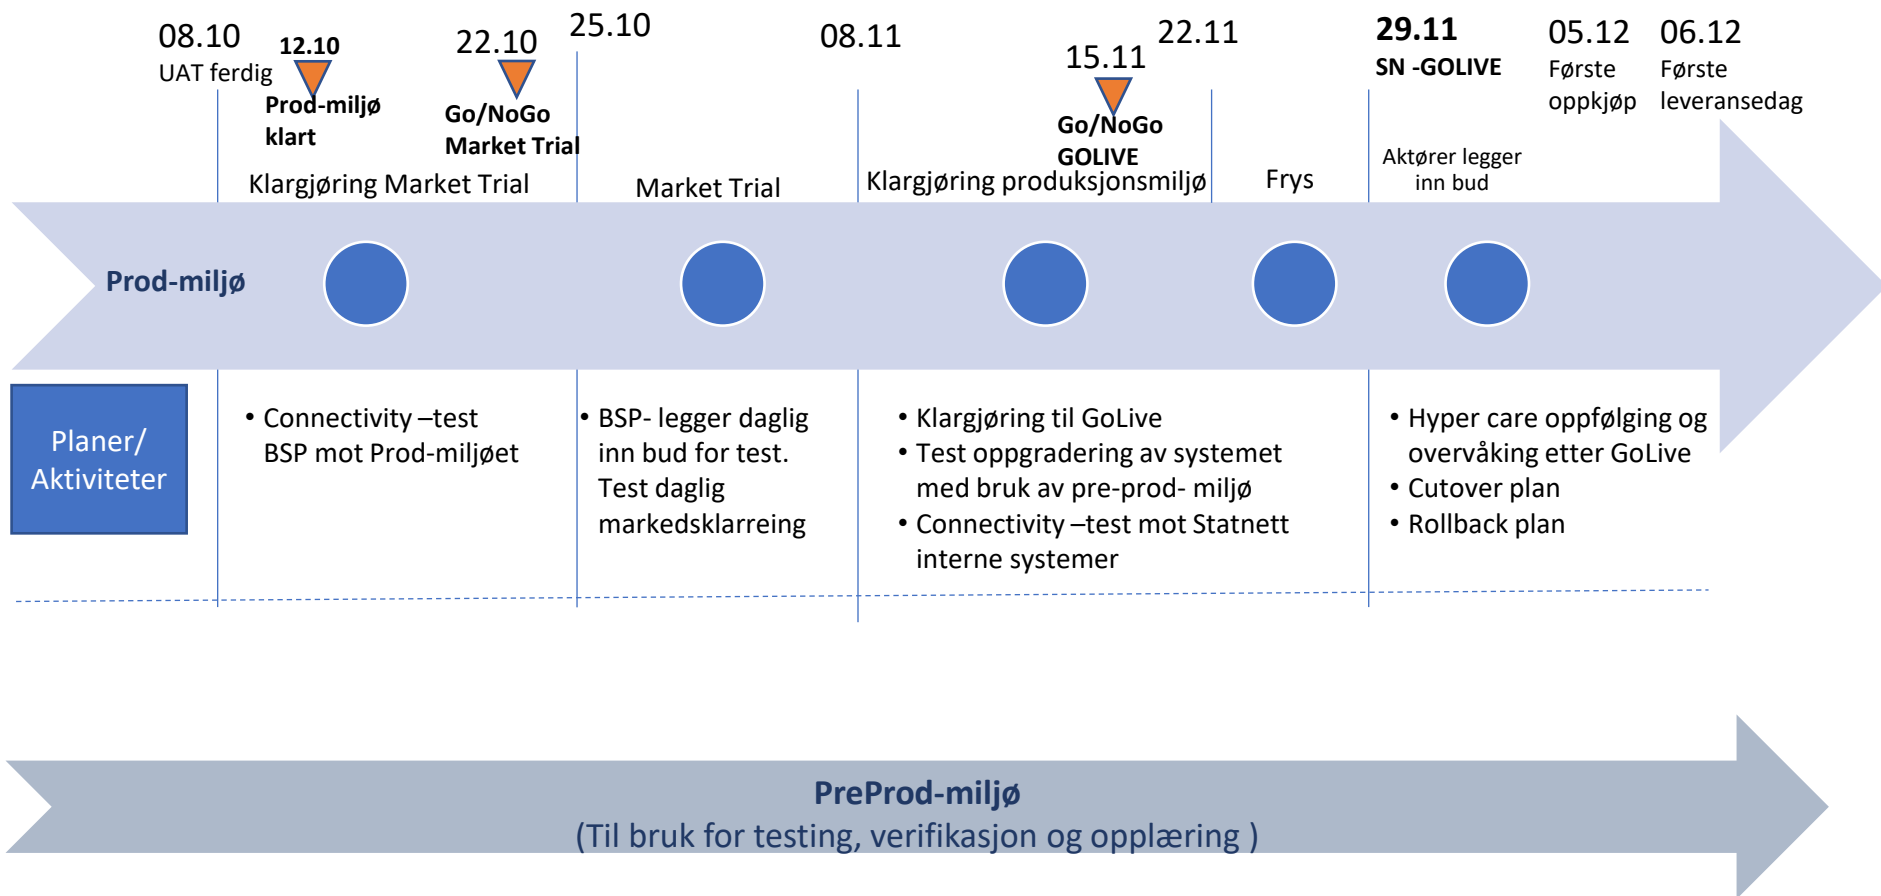 08.10
UAT ferdig
12.10
Prod-miljø
klart
22.10
Go/NoGo
Market Trial
25.10
08.11
15.11
Go/NoGo
GOLIVE
22.11
29.11
SN -GOLIVE
05.12
Første
oppkjøp
06.12
Første
leveransedag
Klargjøring Market Trial
Market Trial
Klargjøring produksjonsmiljø
Frys
Aktører legger
inn bud
Prod-miljø
Planer/
Aktiviteter
• Connectivity –test
BSP mot Prod-miljøet
• BSP- legger daglig
inn bud for test.
Test daglig
markedsklarreing
• Klargjøring til GoLive
• Test oppgradering av systemet
med bruk av pre-prod- miljø
• Connectivity –test mot Statnett
interne systemer
• Hyper care oppfølging og
overvåking etter GoLive
• Cutover plan
• Rollback plan
PreProd-miljø
(Til bruk for testing, verifikasjon og opplæring )